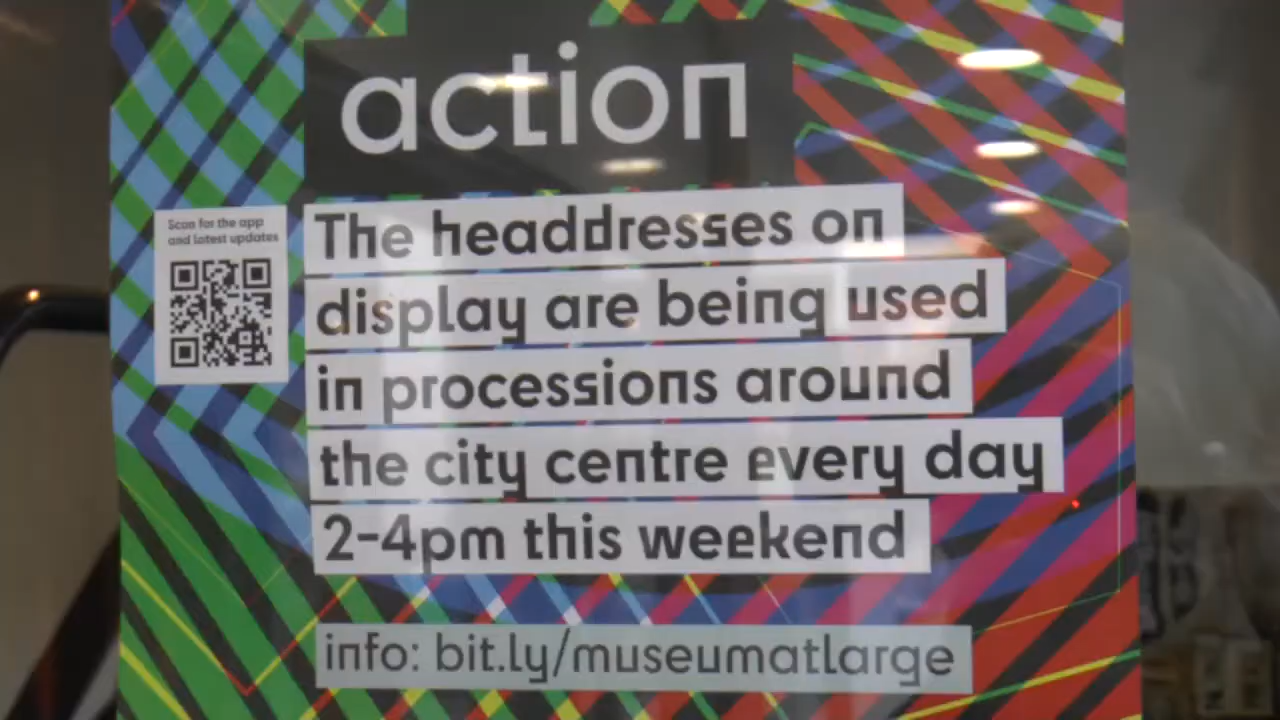 action
Scan for the app
and latest updates
The headdresses on
display are being used
in processions around
the city centre every day
2-4pm this weekend
info: bit.ly/museumatlarge